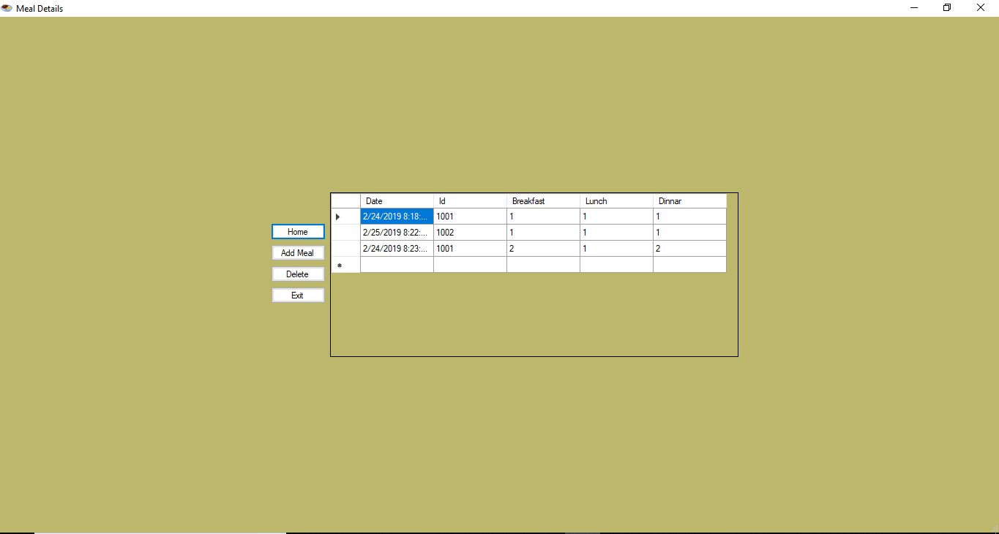 Meal Details
Date Id Breakfast Lunch Dinnar
2/24/2019 8:18:... 1001 1 1 1
2/25/2019 8:22:... 1002 1 1 1
2/24/2019 8:23:... 1001 2 1 2
Home
Add Meal
Delete
Exit